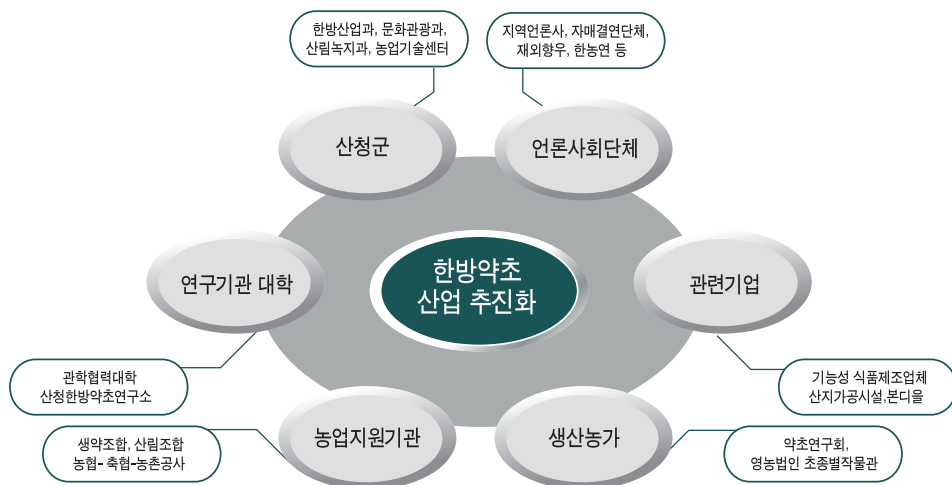 한방산업과, 문화관광과,
산림녹지과, 농업기술센터
지역언론사, 자매결연단체,
재외향우, 한농연 등
산청군
언론사회단체
연구기관 대학
한방약초
산업 추진화
관련기업
관학협력대학
산청한방약초연구소
기능성 식품제조업체
산지가공시설,본디올
농업지원기관
생산농가
생약조합, 산림조합
농협- 축협-농촌공사
약초연구회,
영농법인 초종별작물관